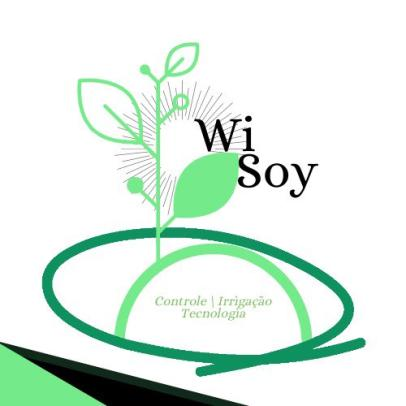 Wi
Soy
Controle \ Irrigação
Tecnologia